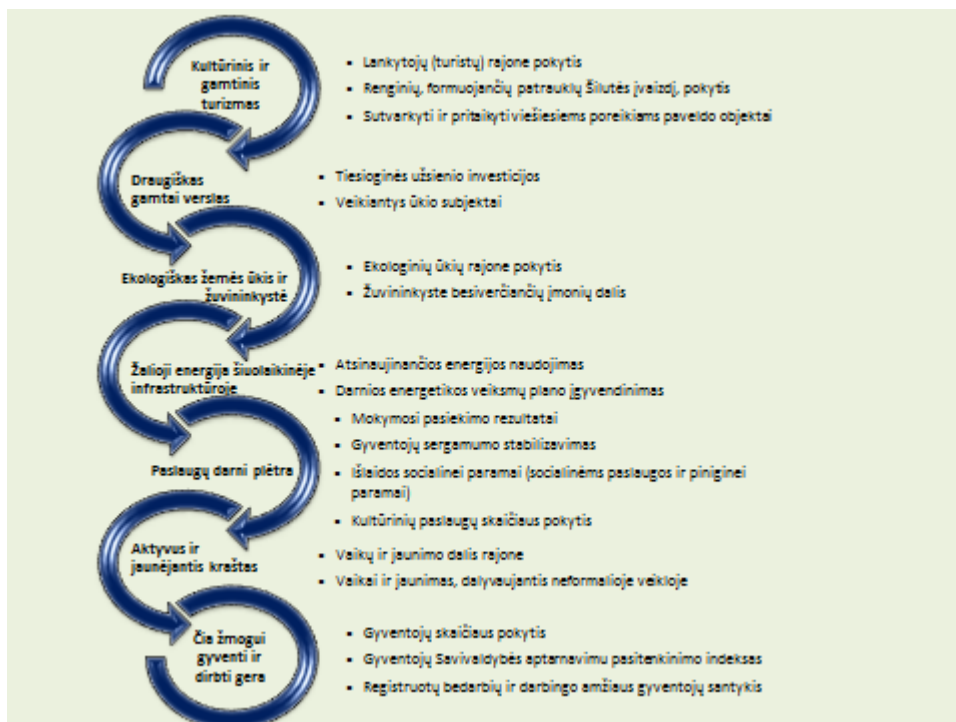 Kultūrinis ir
gamtinis
turizmas
• Lankytojų (turistų) rajone pokytis
• Renginių, formuojančių patrauklų Šilutės įvaizdį, pokytis
• Sutvarkyti ir pritaikyti viešiesiems poreikiams paveldo objektai
Draugiškas
gamtai verslas
• Tiesioginės užsienio investicijos
• Veikiantys ūkio subjektai
Ekologiškas žemės ūkis ir
žuvininkystė
• Ekologinių ūkių rajone pokytis
• Žuvininkyste besiverčiančių įmonių dalis
Žalioji energija šiuolaikinėje
infrastruktūroje
• Atsinaujinančios energijos naudojimas
• Darnios energetikos veiksmų plano įgyvendinimas
Paslaugų darni plėtra
• Mokymosi pasiekimo rezultatai
• Gyventojų sergamumo stabilizavimas
• Išlaidos socialinei paramai (socialinėms paslaugos ir piniginei
paramai)
• Kultūrinių paslaugų skaičiaus pokytis
Aktyvus ir
jaunėjantis kraštas
• Vaikų ir jaunimo dalis rajone
• Vaikai ir jaunimas, dalyvaujantis neformalioje veikloje
Čia žmogui
gyventi ir
dirbti gera
• Gyventojų skaičiaus pokytis
• Gyventojų Savivaldybės aptarnavimu pasitenkinimo indeksas
• Registruotų bedarbių ir darbingo amžiaus gyventojų santykis